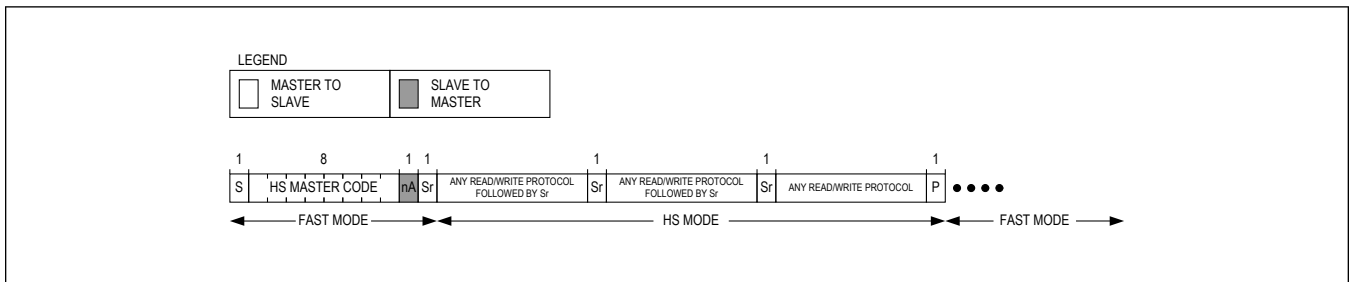 LEGEND
MASTER TO
SLAVE
SLAVE TO
MASTER
1 8 1 1 1 1 1
S HS MASTER CODE nA Sr ANY READ/WRITE PROTOCOL
FOLLOWED BY Sr Sr ANY READ/WRITE PROTOCOL
FOLLOWED BY Sr Sr ANY READ/WRITE PROTOCOL P
FAST MODE HS MODE FAST MODE